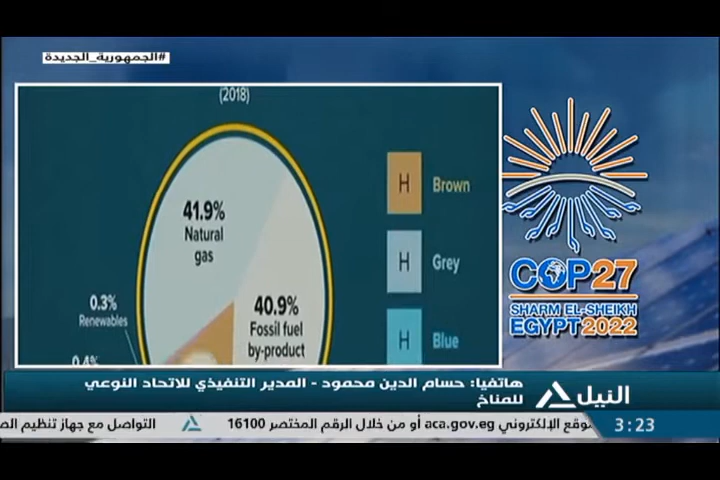 #الجمهورية_الجديدة
(2018)
41.9%
Natural
gas
40.9%
Fossil fuel
by-product
0.3%
Renewables
0.4%
H Brown
H Grey
H Blue
COP27
SHARM EL-SHEIKH
EGYPT 2022
هاتفيا: حسام الدين محمود - المدير التنفيذي للاتحاد النوعي
للمناخ
النيل
موقع الإلكتروني aca.gov.eg أو من خلال الرقم المختصر 16100
التواصل مع جهاز تنظيم
3:23